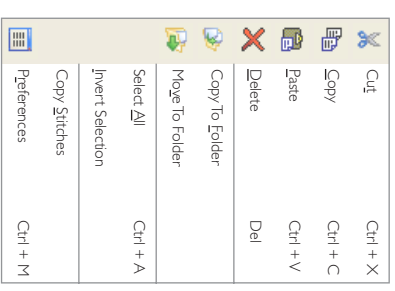 Cut Ctrl + X
Copy Ctrl + C
Paste Ctrl + V
Delete Del
Copy To Folder
Move To Folder
Select All Ctrl + A
Invert Selection
Copy Stitches
Preferences Ctrl + M